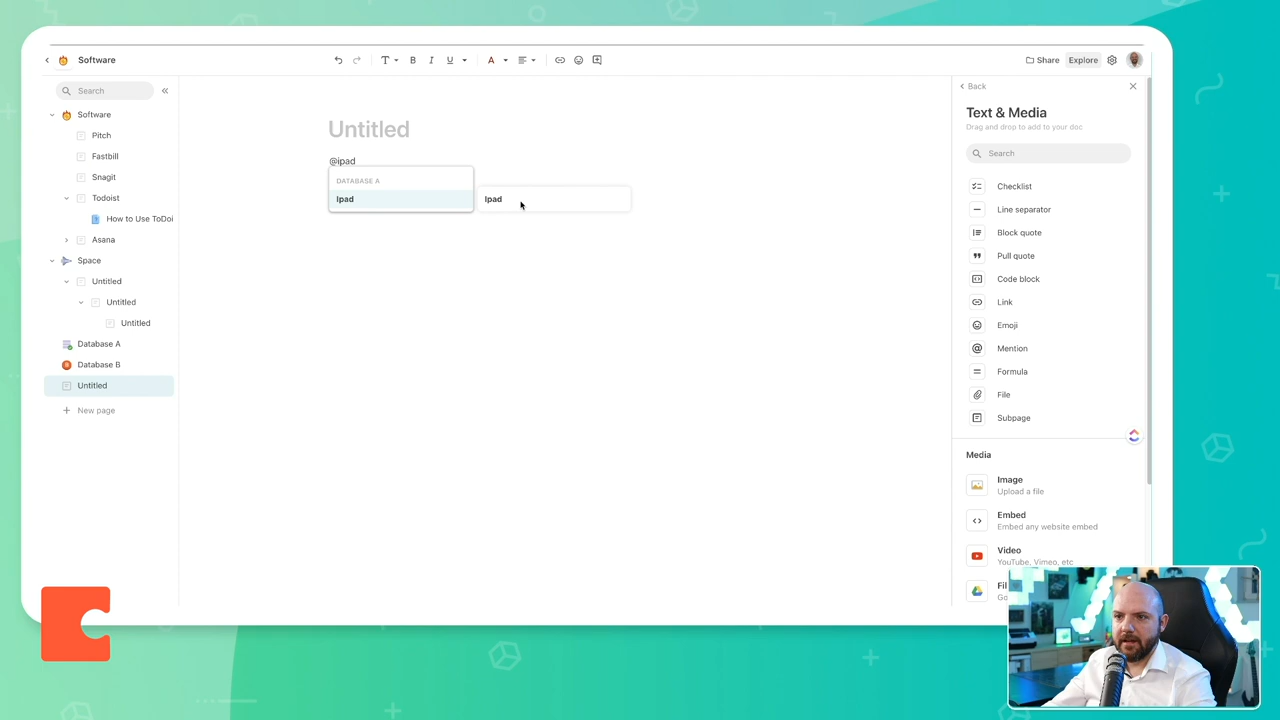 Software
Share
Explore
Search
Software
Pitch
Fastbill
Snagit
Todoist
How to Use ToDoi
Asana
Space
Untitled
Untitled
Untitled
Database A
Database B
Untitled
New page
Untitled
@ipad
DATABASE A
Ipad
Ipad
Back
Text & Media
Drag and drop to add to your doc
Search
Checklist
Line separator
Block quote
Pull quote
Code block
Link
Emoji
Mention
Formula
File
Subpage
Media
Image
Upload a file
Embed
Embed any website embed
Video
YouTube, Vimeo, etc
Fil
Go